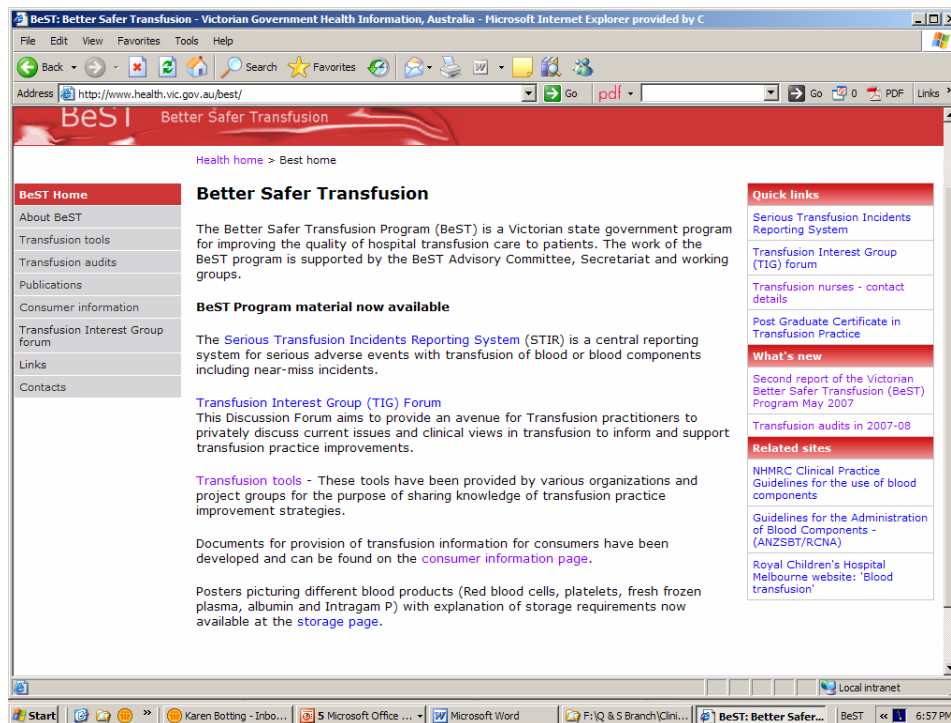 BeST: Better Safer Transfusion - Victorian Government Health Information, Australia - Microsoft Internet Explorer provided by C
File Edit View Favorites Tools Help
Back Search Favorites
Address http://www.health.vic.gov.au/best/ Go pdf Go 0 PDF Links
BeST Better Safer Transfusion
Health home > Best home
BeST Home
About BeST
Transfusion tools
Transfusion audits
Publications
Consumer information
Transfusion Interest Group
forum
Links
Contacts
Better Safer Transfusion
The Better Safer Transfusion Program (BeST) is a Victorian state government program
for improving the quality of hospital transfusion care to patients. The work of the
BeST program is supported by the BeST Advisory Committee, Secretariat and working
groups.
BeST Program material now available
The Serious Transfusion Incidents Reporting System (STIR) is a central reporting
system for serious adverse events with transfusion of blood or blood components
including near-miss incidents.
Transfusion Interest Group (TIG) Forum
This Discussion Forum aims to provide an avenue for Transfusion practitioners to
privately discuss current issues and clinical views in transfusion to inform and support
transfusion practice improvements.
Transfusion tools - These tools have been provided by various organizations and
project groups for the purpose of sharing knowledge of transfusion practice
improvement strategies.
Documents for provision of transfusion information for consumers have been
developed and can be found on the consumer information page.
Posters picturing different blood products (Red blood cells, platelets, fresh frozen
plasma, albumin and Intragam P) with explanation of storage requirements now
available at the storage page.
Quick links
Serious Transfusion Incidents
Reporting System
Transfusion Interest Group
(TIG) forum
Transfusion nurses - contact
details
Post Graduate Certificate in
Transfusion Practice
What's new
Second report of the Victorian
Better Safer Transfusion (BeST)
Program May 2007
Transfusion audits in 2007-08
Related sites
NHMRC Clinical Practice
Guidelines for the use of blood
components
Guidelines for the Administration
of Blood Components -
(ANZSBT/RCNA)
Royal Children's Hospital
Melbourne website: 'Blood
transfusion'
Local intranet
Start Karen Botting - Inbo... 5 Microsoft Office ... Microsoft Word F:\Q & S Branch\Clini... BeST: Better Safer... BeST 6:57 PM